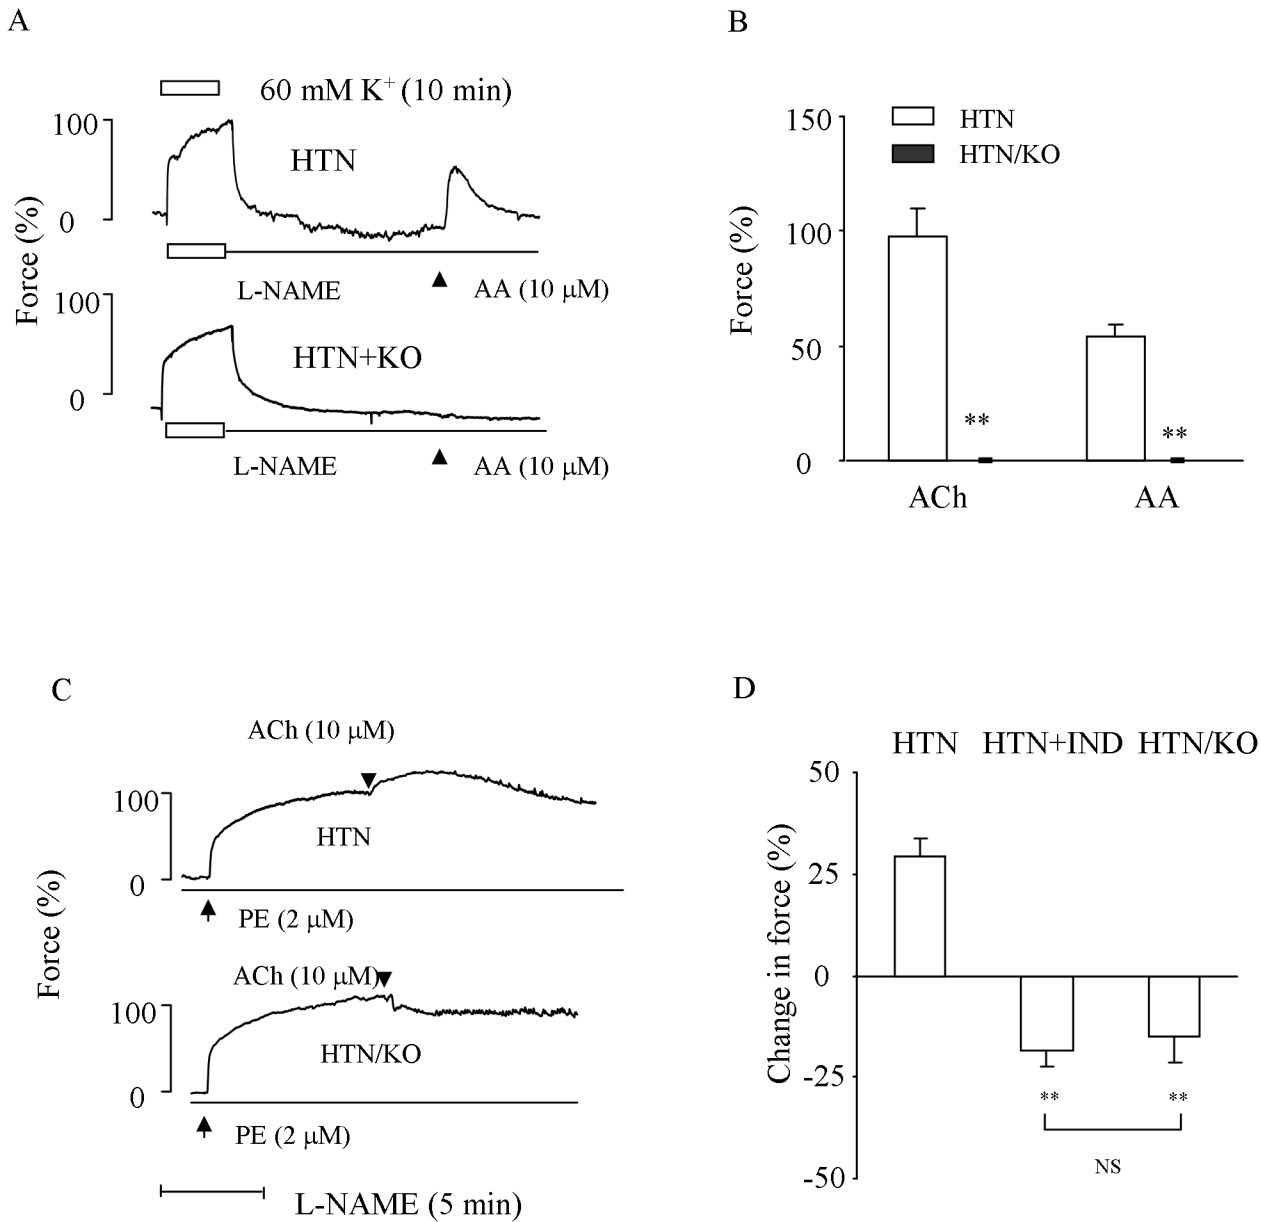 A
60 mM K+ (10 min)
100
HTN
0
Force (%)
L-NAME
AA (10 µM)
100
HTN+KO
0
L-NAME
AA (10 µM)
B
150
HTN
HTN/KO
100
Force (%)
50
**
**
0
ACh
AA
C
ACh (10 µM)
100
HTN
0
PE (2 µM)
Force (%)
ACh (10 µM)
100
HTN/KO
0
PE (2 µM)
L-NAME (5 min)
D
HTN HTN+IND HTN/KO
50
25
Change in force (%)
0
-25
** **
NS
-50